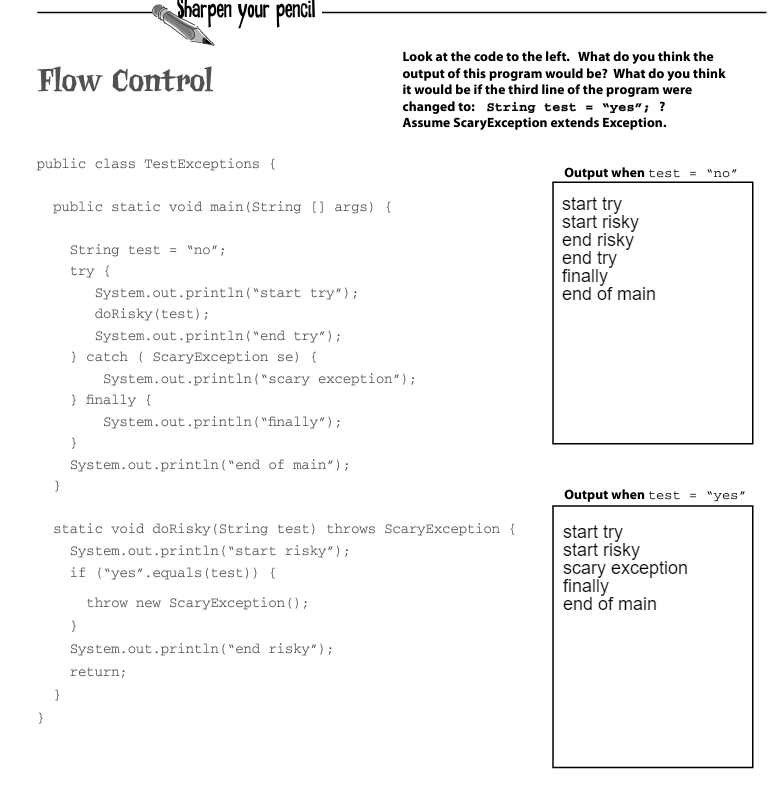 Sharpen your pencil
Flow Control
Look at the code to the left.  What do you think the
output of this program would be?  What do you think
it would be if the third line of the program were
changed to:   String test = “yes”;  ?
Assume ScaryException extends Exception.
public class TestExceptions {
public static void main(String [] args) {
String test = “no”;
try {
System.out.println(“start try”);
doRisky(test);
System.out.println(“end try”);
} catch ( ScaryException se) {
System.out.println(“scary exception”);
} finally {
System.out.println(“finally”);
}
System.out.println(“end of main”);
}
static void doRisky(String test) throws ScaryException {
System.out.println(“start risky”);
if (“yes”.equals(test)) {
throw new ScaryException();
}
System.out.println(“end risky”);
return;
}
}
Output when test = “no”
start try
start risky
end risky
end try
finally
end of main
Output when test = “yes”
start try
start risky
scary exception
finally
end of main